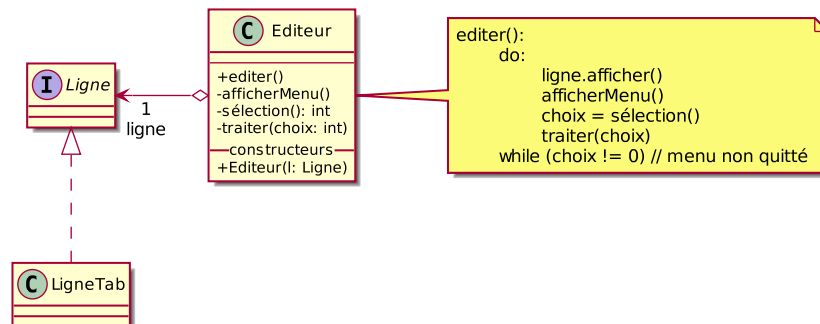 C Editeur
+editer()
-afficherMenu()
-sélection(): int
-traiter(choix: int)
constructeurs
+Editeur(l: Ligne)
I Ligne
1
ligne
C LigneTab
editer():
do:
ligne.afficher()
afficherMenu()
choix = sélection()
traiter(choix)
while (choix != 0) // menu non quitté